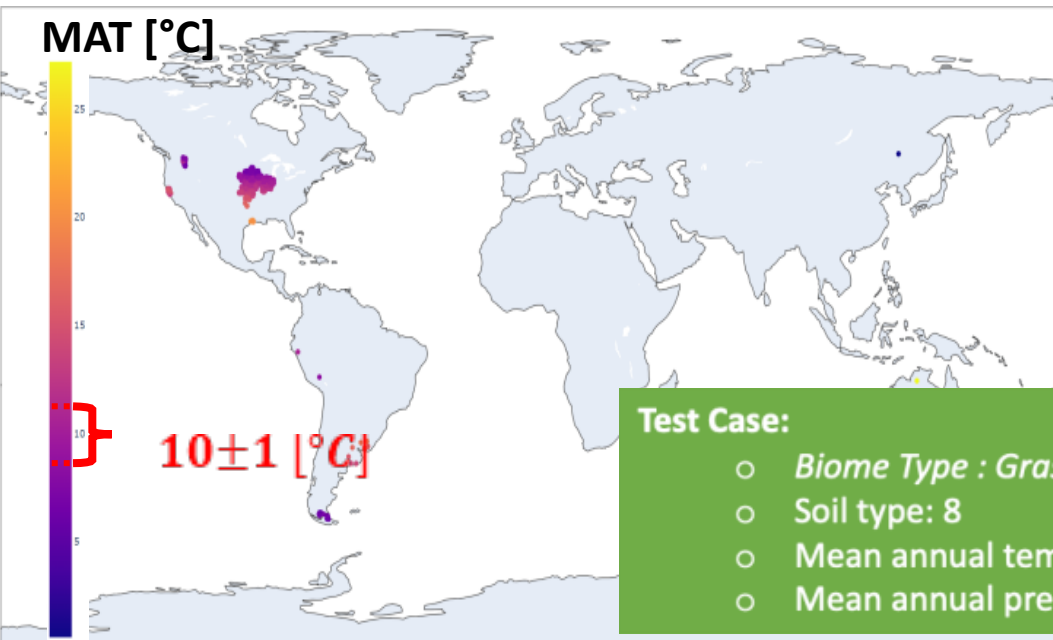 MAT [°C]
25
20
15
10
5
10±1 [°C]
Test Case:
Biome Type : Gra
Soil type: 8
Mean annual tem
Mean annual pre